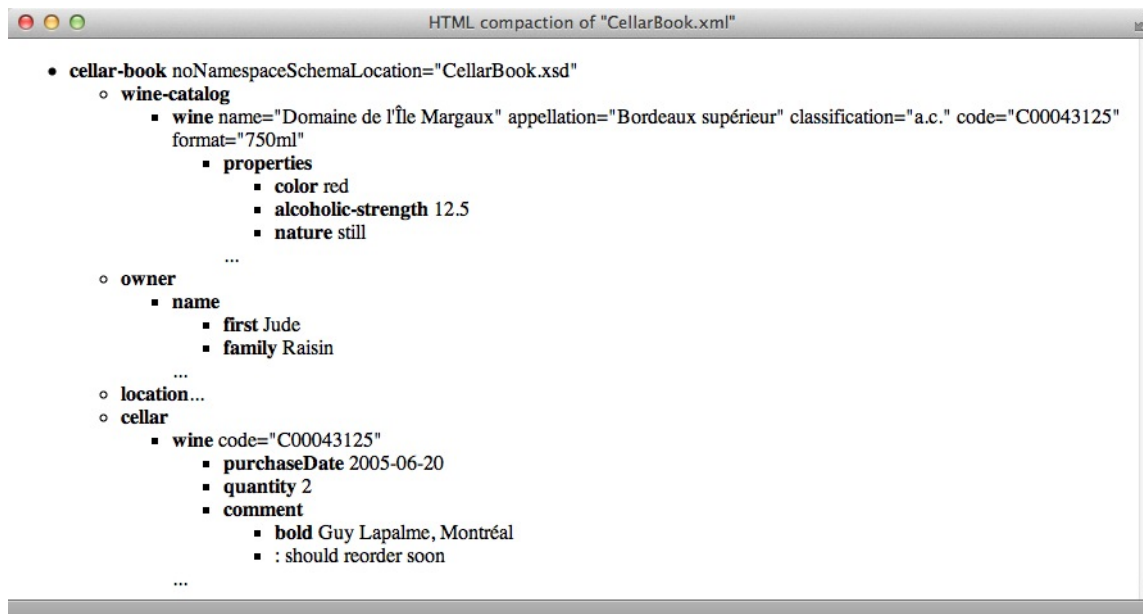 HTML compaction of "CellarBook.xml"
cellar-book noNamespaceSchemaLocation="CellarBook.xsd"
wine-catalog
wine name="Domaine de l'Île Margaux" appellation="Bordeaux supérieur" classification="a.c." code="C00043125"
format="750ml"
properties
color red
alcoholic-strength 12.5
nature still
...
owner
name
first Jude
family Raisin
...
location...
cellar
wine code="C00043125"
purchaseDate 2005-06-20
quantity 2
comment
bold Guy Lapalme, Montréal
: should reorder soon
...